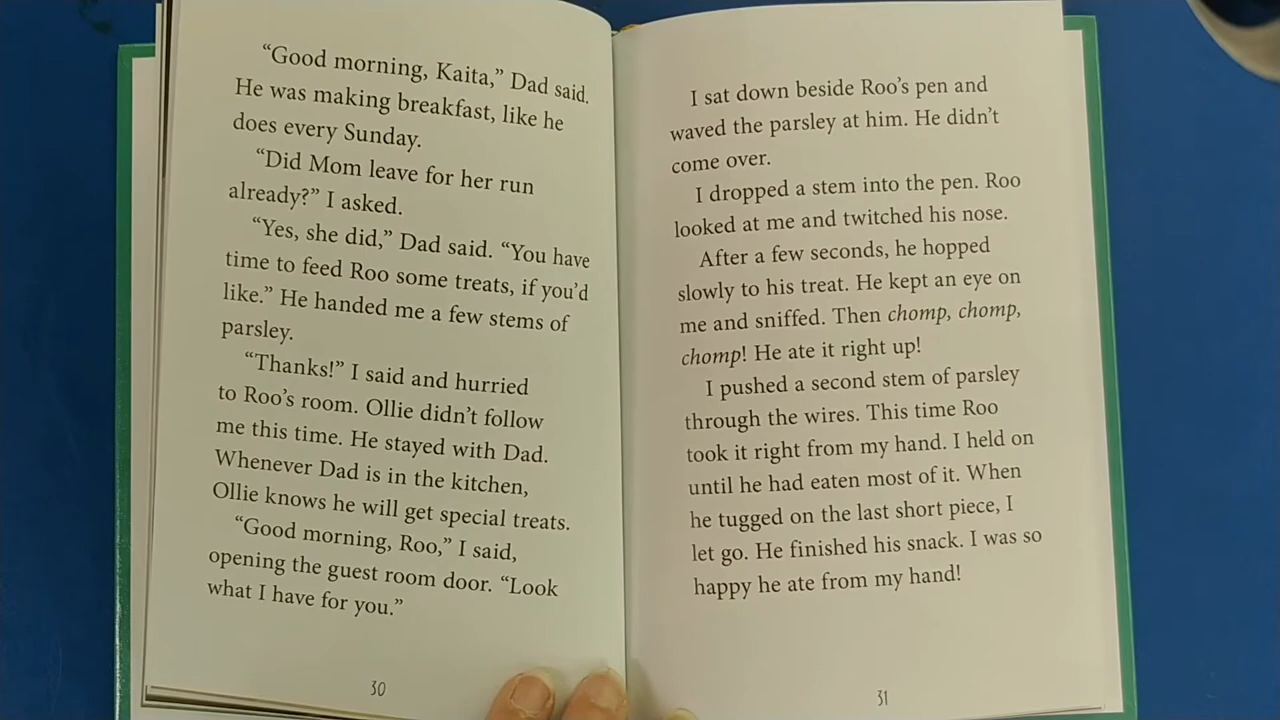 “Good morning, Kaita,” Dad said.
He was making breakfast, like he
does every Sunday.
“Did Mom leave for her run
already?” I asked.
“Yes, she did,” Dad said. “You have
time to feed Roo some treats, if you’d
like.” He handed me a few stems of
parsley.
“Thanks!” I said and hurried
to Roo’s room. Ollie didn’t follow
me this time. He stayed with Dad.
Whenever Dad is in the kitchen,
Ollie knows he will get special treats.
“Good morning, Roo,” I said,
opening the guest room door. “Look
what I have for you.”
30
I sat down beside Roo’s pen and
waved the parsley at him. He didn’t
come over.
I dropped a stem into the pen. Roo
looked at me and twitched his nose.
After a few seconds, he hopped
slowly to his treat. He kept an eye on
me and sniffed. Then chomp, chomp,
chomp! He ate it right up!
I pushed a second stem of parsley
through the wires. This time Roo
took it right from my hand. I held on
until he had eaten most of it. When
he tugged on the last short piece, I
let go. He finished his snack. I was so
happy he ate from my hand!
31